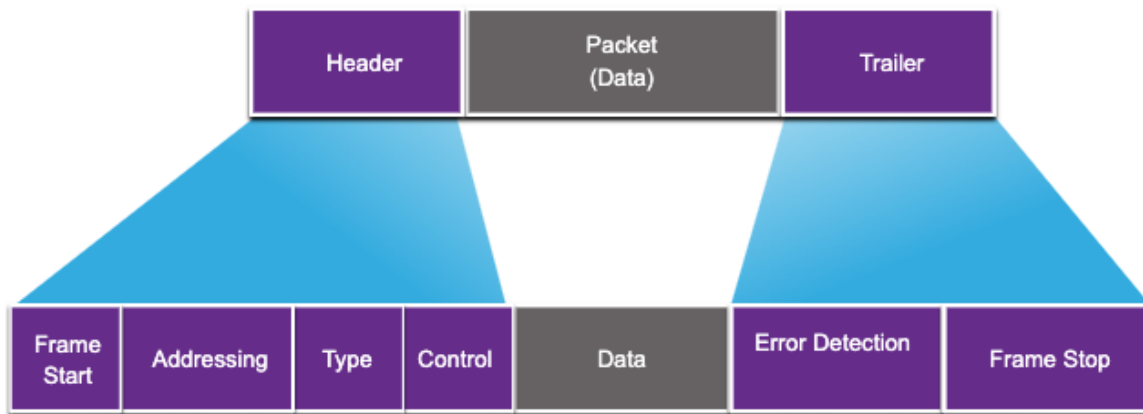 Header
Packet
(Data)
Trailer
Frame
Start
Addressing
Type
Control
Data
Error Detection
Frame Stop